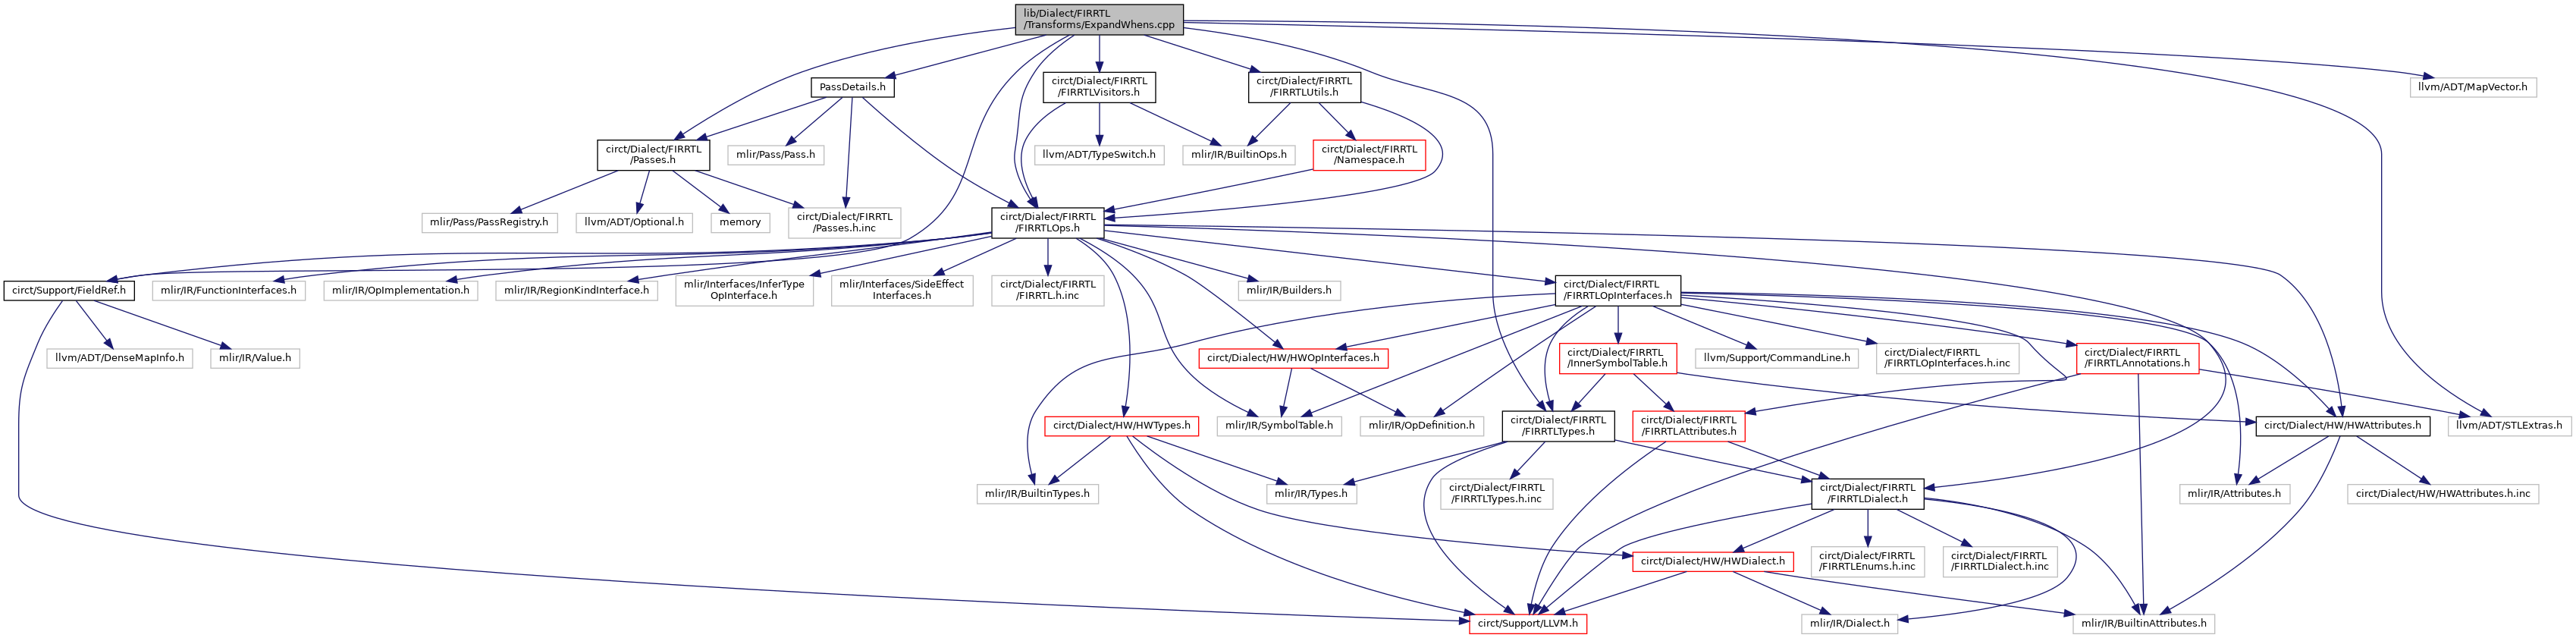 lib/Dialect/FIRRTL
/Transforms/ExpandWhens.cpp
circt/Dialect/FIRRTL
/FIRRTLVisitors.h
circt/Dialect/FIRRTL
/FIRRTLUtils.h
PassDetails.h
llvm/ADT/MapVector.h
circt/Dialect/FIRRTL
/Passes.h
mlir/Pass/Pass.h
llvm/ADT/TypeSwitch.h
mlir/IR/BuiltinOps.h
circt/Dialect/FIRRTL
/Namespace.h
mlir/Pass/PassRegistry.h
llvm/ADT/Optional.h
memory
circt/Dialect/FIRRTL
/Passes.h.inc
circt/Dialect/FIRRTL
/FIRRTLOps.h
circt/Support/FieldRef.h
mlir/IR/FunctionInterfaces.h
mlir/IR/OpImplementation.h
mlir/IR/RegionKindInterface.h
mlir/Interfaces/InferType
OpInterface.h
mlir/Interfaces/SideEffect
Interfaces.h
circt/Dialect/FIRRTL
/FIRRTL.h.inc
mlir/IR/Builders.h
circt/Dialect/FIRRTL
/FIRRTLOpInterfaces.h
llvm/ADT/DenseMapInfo.h
mlir/IR/Value.h
circt/Dialect/HW/HWOpInterfaces.h
circt/Dialect/FIRRTL
/InnerSymbolTable.h
llvm/Support/CommandLine.h
circt/Dialect/FIRRTL
/FIRRTLOpInterfaces.h.inc
circt/Dialect/FIRRTL
/FIRRTLAnnotations.h
circt/Dialect/HW/HWTypes.h
mlir/IR/SymbolTable.h
mlir/IR/OpDefinition.h
circt/Dialect/FIRRTL
/FIRRTLTypes.h
circt/Dialect/FIRRTL
/FIRRTLAttributes.h
circt/Dialect/HW/HWAttributes.h
llvm/ADT/STLExtras.h
mlir/IR/BuiltinTypes.h
mlir/IR/Types.h
circt/Dialect/FIRRTL
/FIRRTLTypes.h.inc
circt/Dialect/FIRRTL
/FIRRTLDialect.h
mlir/IR/Attributes.h
circt/Dialect/HW/HWAttributes.h.inc
circt/Dialect/HW/HWDialect.h
circt/Dialect/FIRRTL
/FIRRTLEnums.h.inc
circt/Dialect/FIRRTL
/FIRRTLDialect.h.inc
circt/Support/LLVM.h
mlir/IR/Dialect.h
mlir/IR/BuiltinAttributes.h